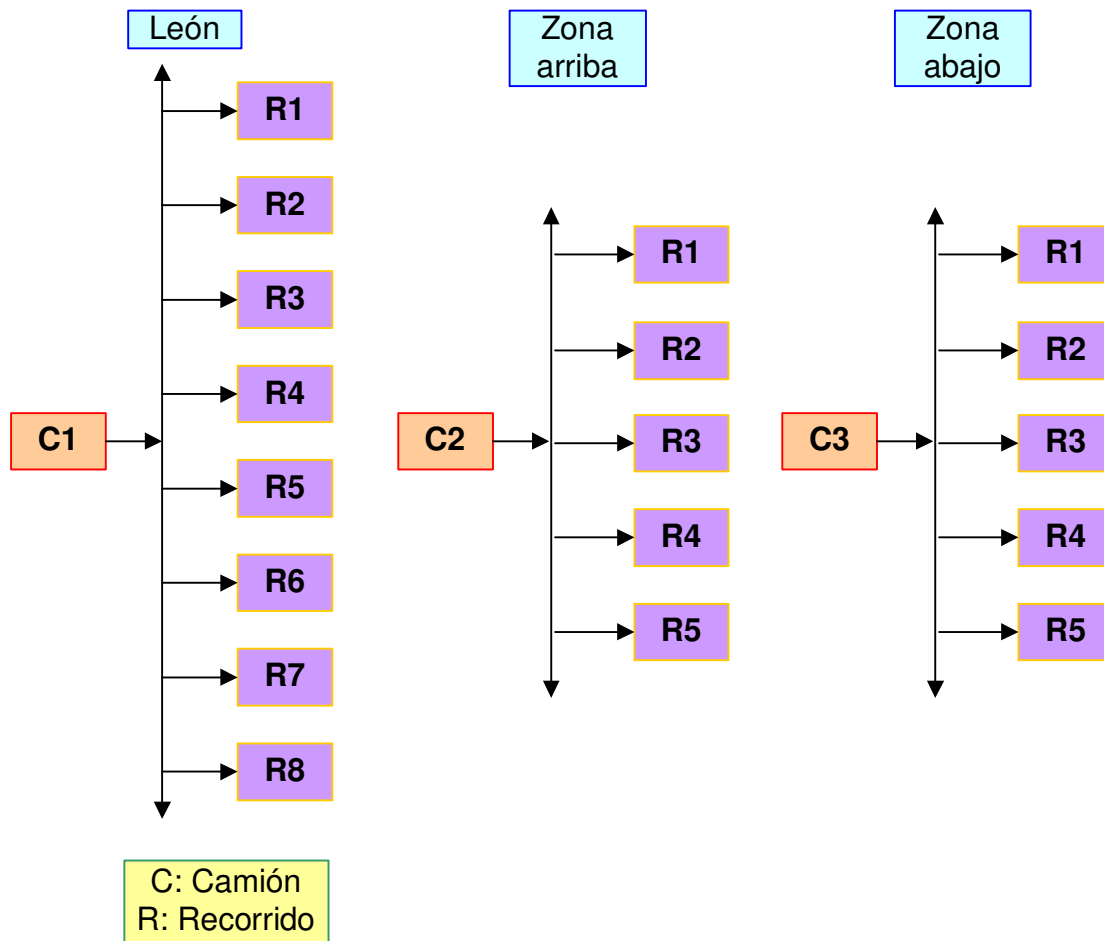 León
R1
R2
R3
R4
C1
R5
R6
R7
R8
C: Camión
R: Recorrido
Zona
arriba
R1
R2
C2
R3
R4
R5
Zona
abajo
R1
R2
C3
R3
R4
R5